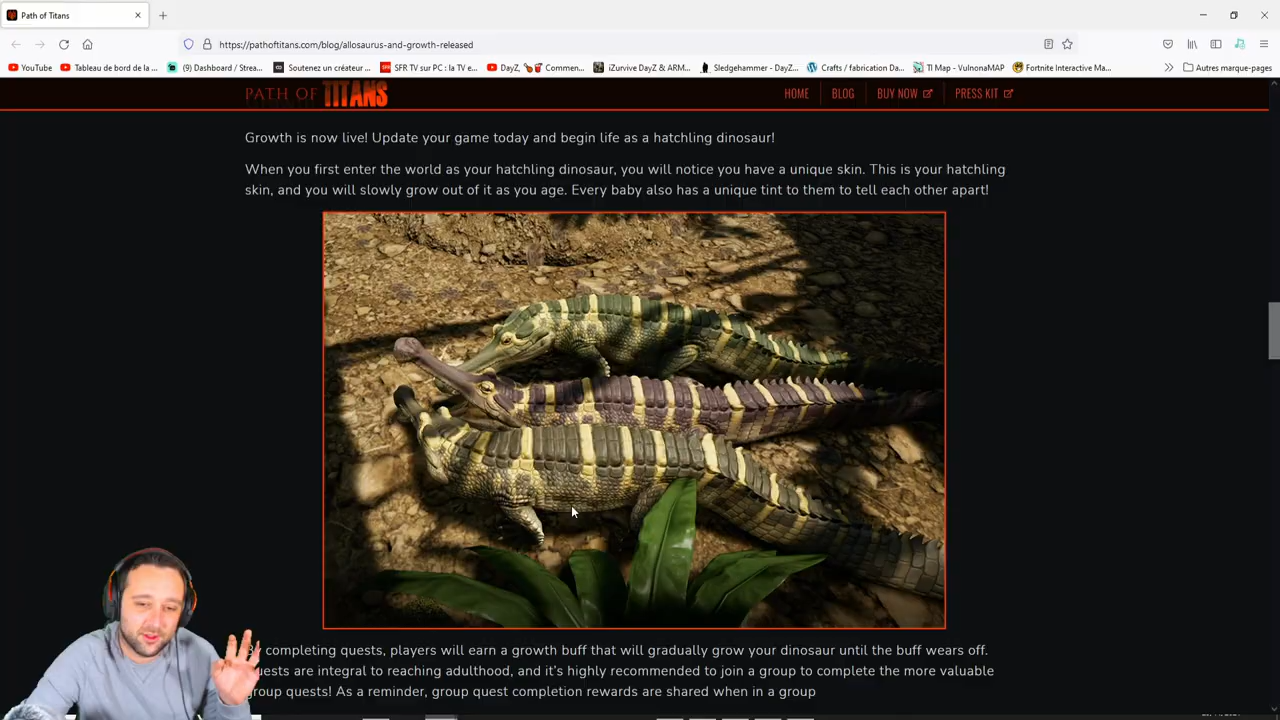 Path of Titans
https://pathoftitans.com/blog/allosaurus-and-growth-released
YouTube
Tableau de bord de la ...
(9) Dashboard / Strea...
Soutenez un créateur ...
SFR TV sur PC : la TV e...
DayZ,
Commen...
iZurvive DayZ & ARM...
Sledgehammer - DayZ...
Crafts / fabrication Da...
TI Map - VulnonaMAP
Fortnite Interactive Ma...
Autres marque-pages
PATH OF TITANS
HOME
BLOG
BUY NOW
PRESS KIT
Growth is now live! Update your game today and begin life as a hatchling dinosaur!
When you first enter the world as your hatchling dinosaur, you will notice you have a unique skin. This is your hatchling
skin, and you will slowly grow out of it as you age. Every baby also has a unique tint to them to tell each other apart!
By completing quests, players will earn a growth buff that will gradually grow your dinosaur until the buff wears off.
uests are integral to reaching adulthood, and it's highly recommended to join a group to complete the more valuable
group quests! As a reminder, group quest completion rewards are shared when in a group